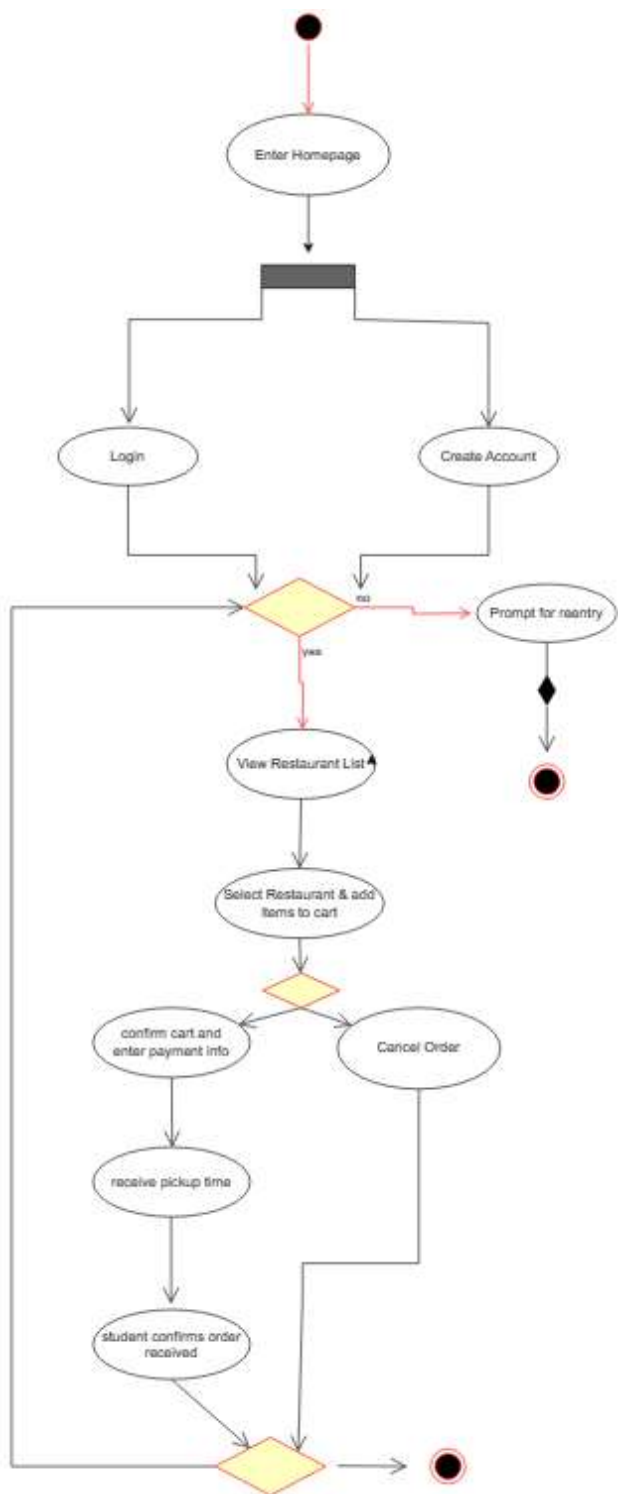 Enter Homepage
Login
Create Account
no
Prompt for reentry
yes
View Restaurant List
Select Restaurant & add
Items to cart
confirm cart and
enter payment info
Cancel Order
receive pickup time
student confirms order
received